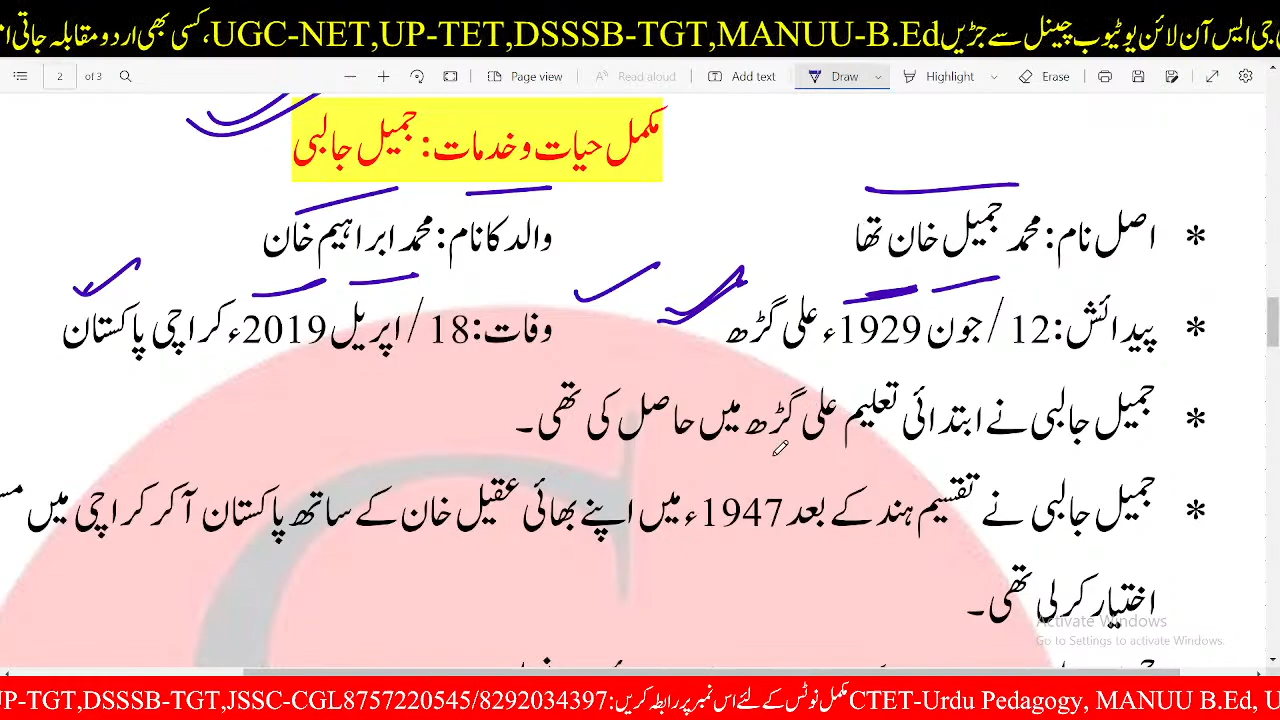 جی ایس آن لائن یوٹیوب چینل سے جڑیں UGC-NET,UP-TET,DSSSB-TGT,MANUU-B.Ed، کسی بھی اردو مقابلہ جاتی
2 of 3 Page view Read aloud Add text Draw Highlight Erase
مکمل حیات و خدمات: جمیل جالبی
* اصل نام: محمد جمیل خان تھا والد کا نام: محمد ابراہیم خان
* پیدائش: 12/جون 1929ء علی گڑھ وفات: 18/اپریل 2019ء کراچی پاکستان
* جمیل جالبی نے ابتدائی تعلیم علی گڑھ میں حاصل کی تھی۔
* جمیل جالبی نے تقسیم ہند کے بعد 1947ء میں اپنے بھائی عقیل خان کے ساتھ پاکستان آکر کراچی میں
اختیار کرلی تھی۔
Activate Windows
Go to Settings to activate Windows.
UP-TGT,DSSSB-TGT,JSSC-CGL مکمل نوٹس کے لئے اس نمبر پر رابطہ کریں: 8757220545/8292034397 CTET-Urdu Pedagogy, MANUU B.Ed, U